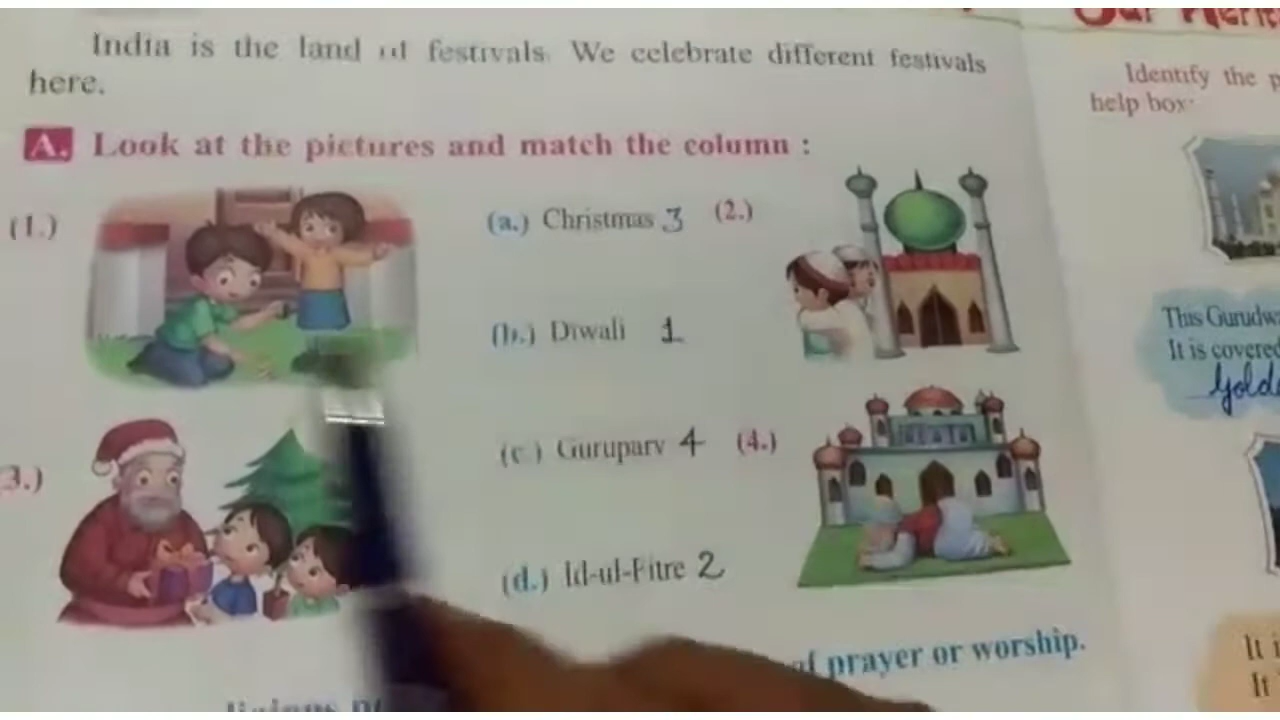 India is the land of festivals. We celebrate different festivals
here.
A. Look at the pictures and match the column :
(1.)
(a.) Christmas 3
(2.)
(b.) Diwali 1
3.)
(c.) Guruparv 4
(4.)
(d.) Id-ul-Fitre 2
of prayer or worship.
Our
Identify the
help box:
This Gurudw
It is covered
Gold
It
It